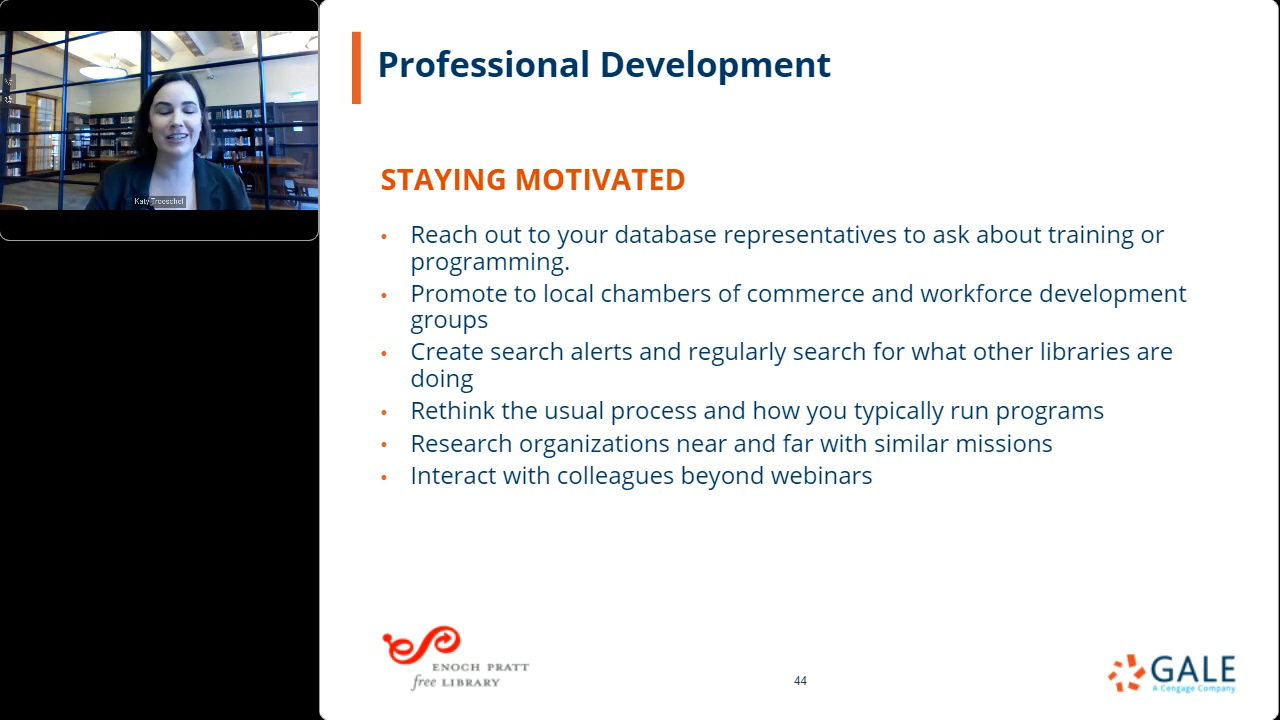 Professional Development
STAYING MOTIVATED
• Reach out to your database representatives to ask about training or
programming.
• Promote to local chambers of commerce and workforce development
groups
• Create search alerts and regularly search for what other libraries are
doing
• Rethink the usual process and how you typically run programs
• Research organizations near and far with similar missions
• Interact with colleagues beyond webinars
Katy Troeschel
ENOCH PRATT
free LIBRARY
44
GALE
A Cengage Company